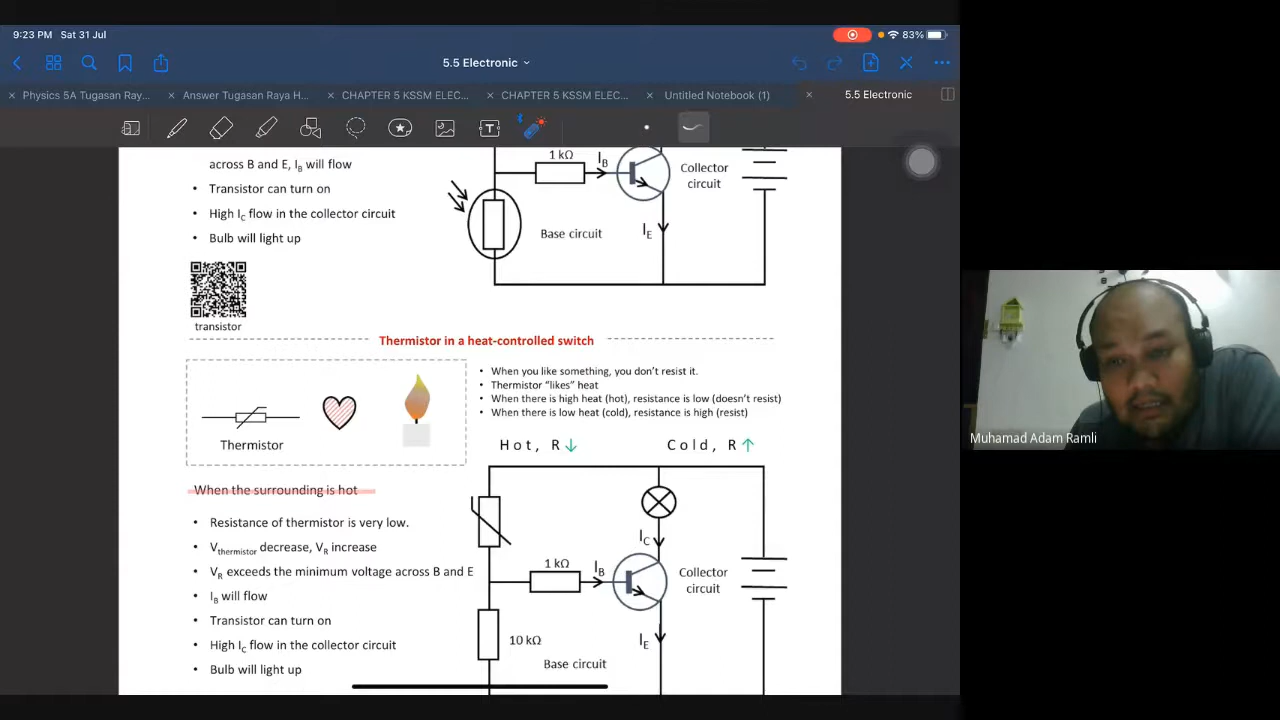 9:23 PM Sat 31 Jul
83%
5.5 Electronic
Physics 5A Tugasan Ray...
Answer Tugasan Raya H...
CHAPTER 5 KSSM ELEC...
CHAPTER 5 KSSM ELEC...
Untitled Notebook (1)
5.5 Electronic
across B and E, IB will flow
• Transistor can turn on
• High IC flow in the collector circuit
• Bulb will light up
1 kΩ
IB
Collector
circuit
Base circuit
IE
transistor
Thermistor in a heat-controlled switch
Thermistor
• When you like something, you don't resist it.
• Thermistor "likes" heat
• When there is high heat (hot), resistance is low (doesn't resist)
• When there is low heat (cold), resistance is high (resist)
Hot, R↓
Cold, R↑
When the surrounding is hot
• Resistance of thermistor is very low.
• Vthermistor decrease, VR increase
• VR exceeds the minimum voltage across B and E
• IB will flow
• Transistor can turn on
• High IC flow in the collector circuit
• Bulb will light up
IC
1 kΩ
IB
Collector
circuit
10 kΩ
IE
Base circuit
Muhamad Adam Ramli